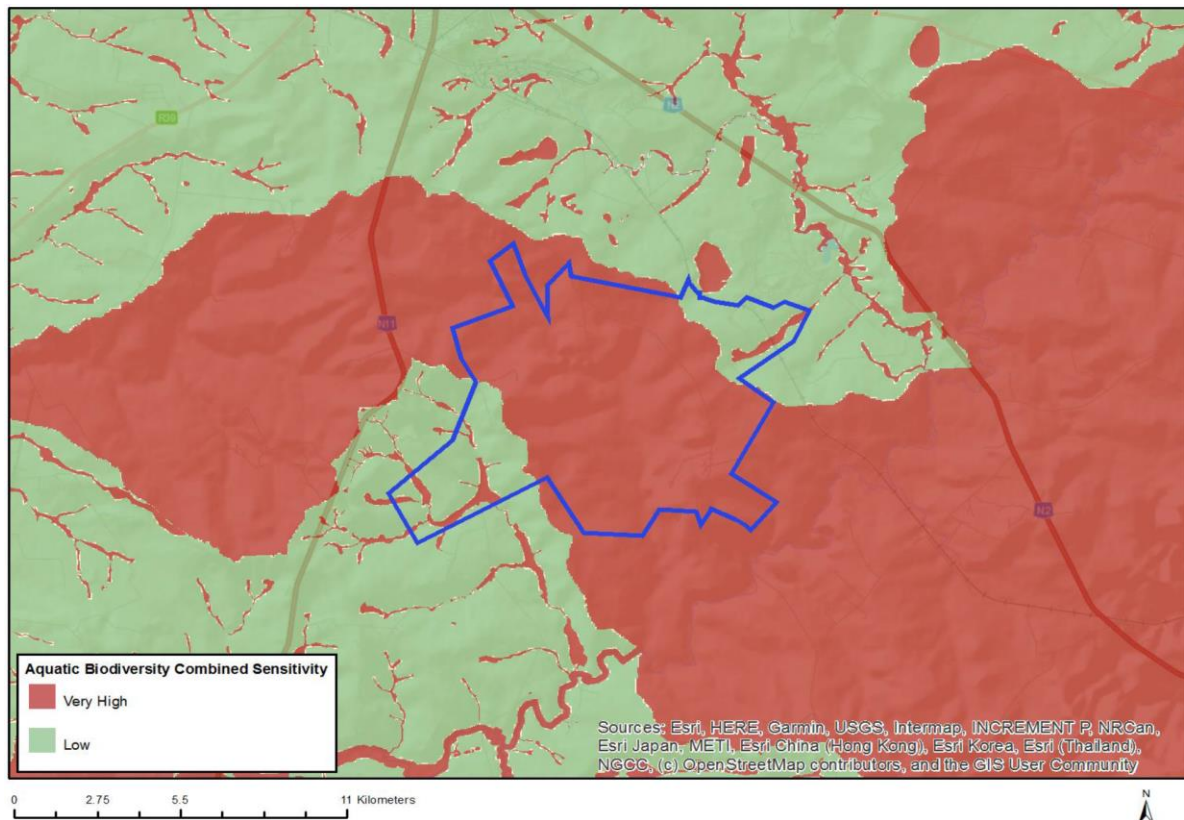 N2
N11
N2
Aquatic Biodiversity Combined Sensitivity
Very High
Low
Sources: Esri, HERE, Garmin, USGS, Intermap, INCREMENT P, NRCan,
Esri Japan, METI, Esri China (Hong Kong), Esri Korea, Esri (Thailand),
NGCC, (c) OpenStreetMap contributors, and the GIS User Community
0 2.75 5.5 11 Kilometers
N